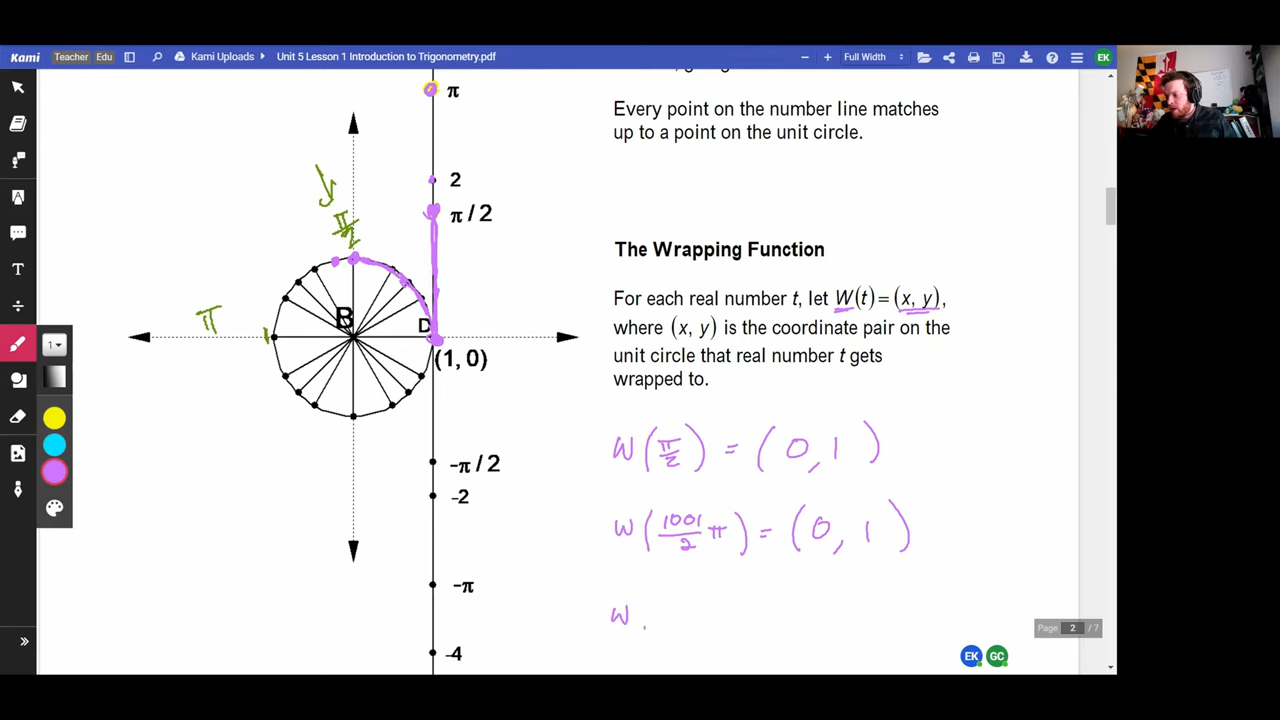 Kami Teacher Edu Kami Uploads Unit 5 Lesson 1 Introduction to Trigonometry.pdf Full Width EK
π
2
π / 2
π
2
π
B
D
(1, 0)
-π / 2
-2
-π
-4
Every point on the number line matches
up to a point on the unit circle.
The Wrapping Function
For each real number t, let W(t) = (x, y),
where (x, y) is the coordinate pair on the
unit circle that real number t gets
wrapped to.
W(π/2) = (0, 1)
W(1001/2 π) = (0, 1)
W
Page 2 / 7
EK GC
1